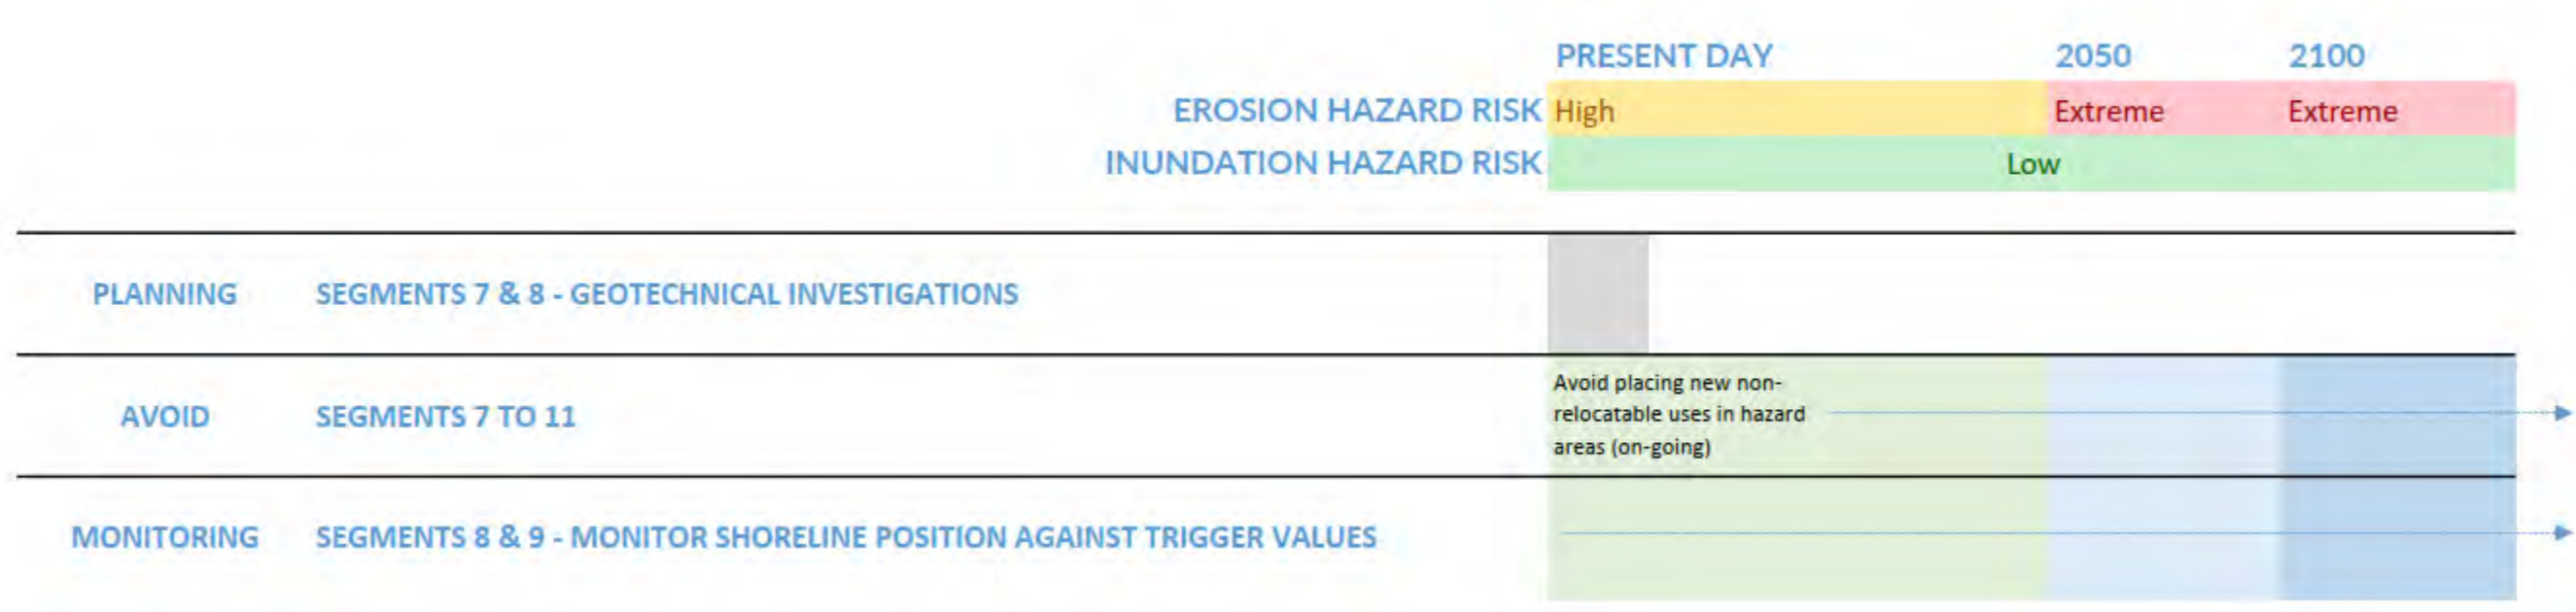 PRESENT DAY 2050 2100
EROSION HAZARD RISK High Extreme Extreme
INUNDATION HAZARD RISK Low
PLANNING SEGMENTS 7 & 8 - GEOTECHNICAL INVESTIGATIONS
AVOID SEGMENTS 7 TO 11
Avoid placing new non-
relocatable uses in hazard
areas (on-going)
MONITORING SEGMENTS 8 & 9 - MONITOR SHORELINE POSITION AGAINST TRIGGER VALUES